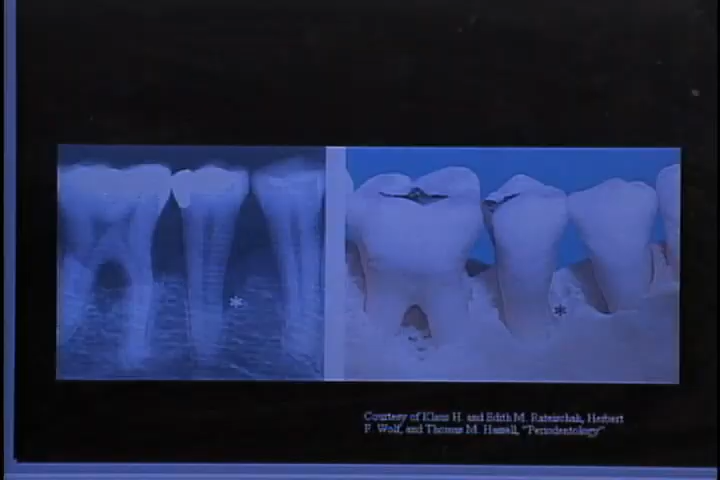 Courtesy of Klaus H. and Edith M. Rateitschak, Herbert
F. Wolf, and Thomas M. Hassell, "Periodontology"